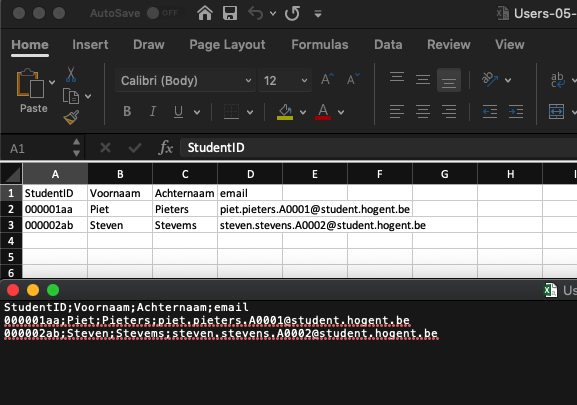 AutoSave OFF Users-05-
Home Insert Draw Page Layout Formulas Data Review View
Paste Calibri (Body) 12 A^ A˅ ab c
B I U A
A1 fx StudentID
A B C D E F G H I
1 StudentID Voornaam Achternaam email
2 000001aa Piet Pieters piet.pieters.A0001@student.hogent.be
3 000002ab Steven Stevems steven.stevens.A0002@student.hogent.be
4
5
6
Us
StudentID;Voornaam;Achternaam;email
000001aa;Piet;Pieters;piet.pieters.A0001@student.hogent.be
000002ab;Steven;Stevems;steven.stevens.A0002@student.hogent.be